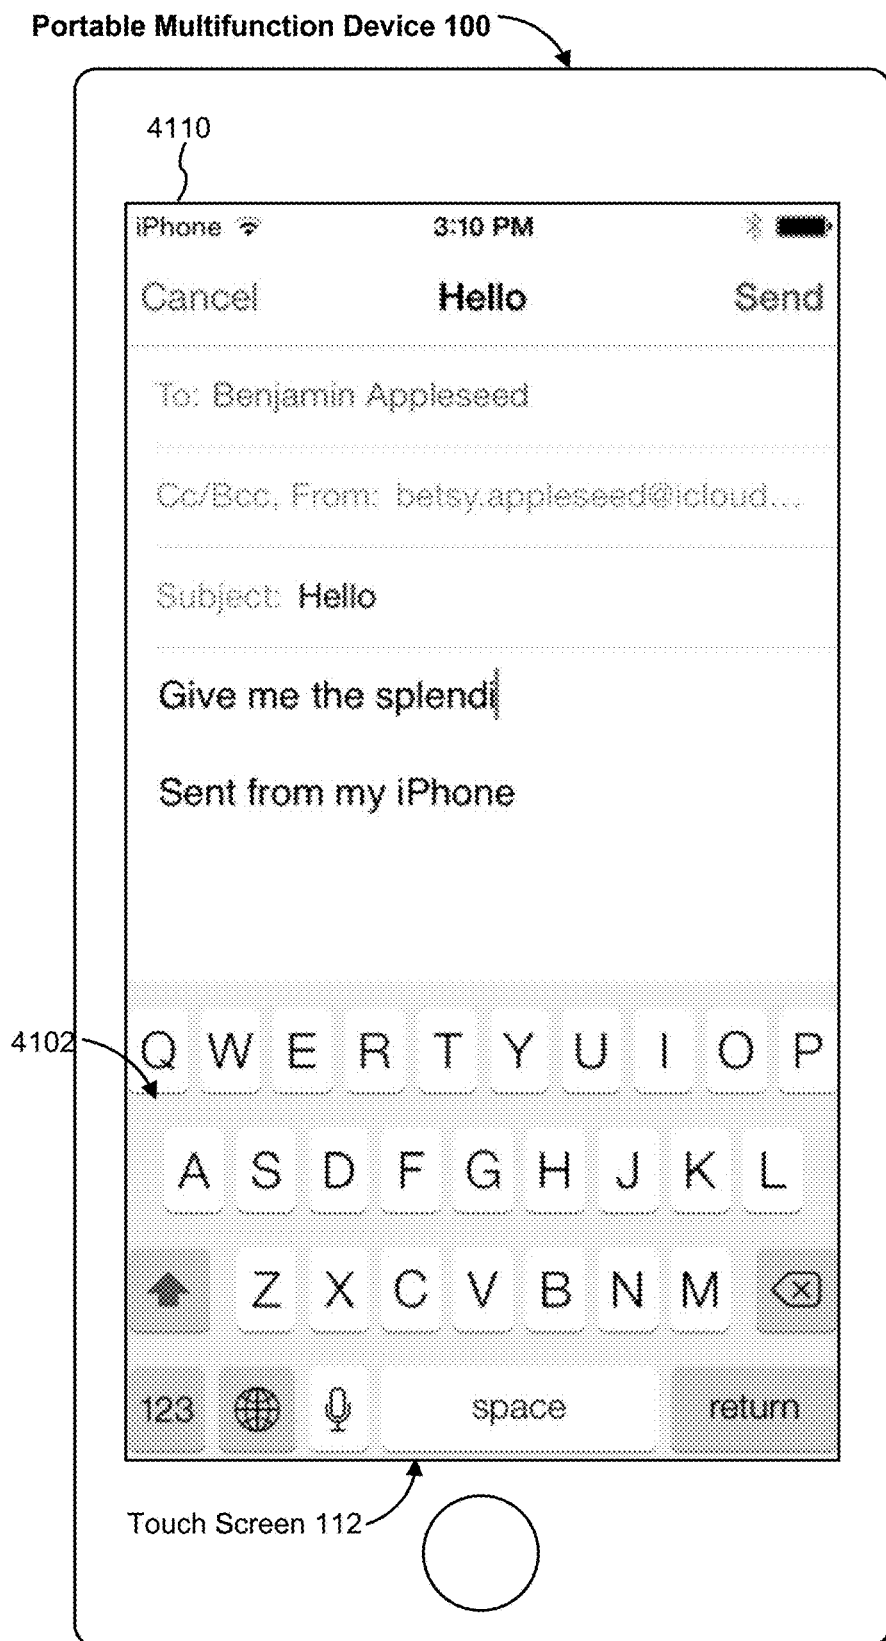 Portable Multifunction Device 100
4110
iPhone 3:10 PM
Cancel Hello Send
To: Benjamin Appleseed
Cc/Bcc, From: betsy.appleseed@icloud...
Subject: Hello
Give me the splendi
Sent from my iPhone
4102
Q W E R T Y U I O P
A S D F G H J K L
Z X C V B N M
123 space return
Touch Screen 112